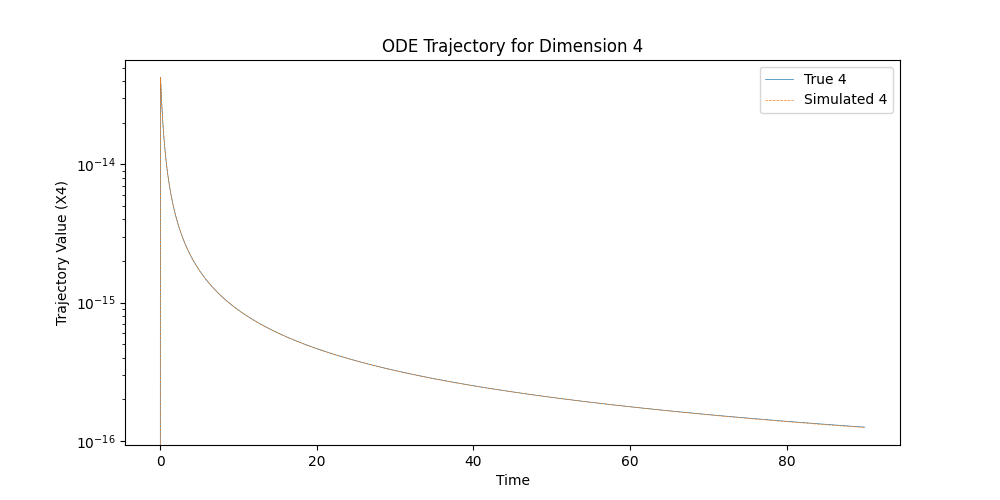 ODE Trajectory for Dimension 4
True 4
Simulated 4
Trajectory Value (X4)
10⁻¹⁴
10⁻¹⁵
10⁻¹⁶
0 20 40 60 80
Time